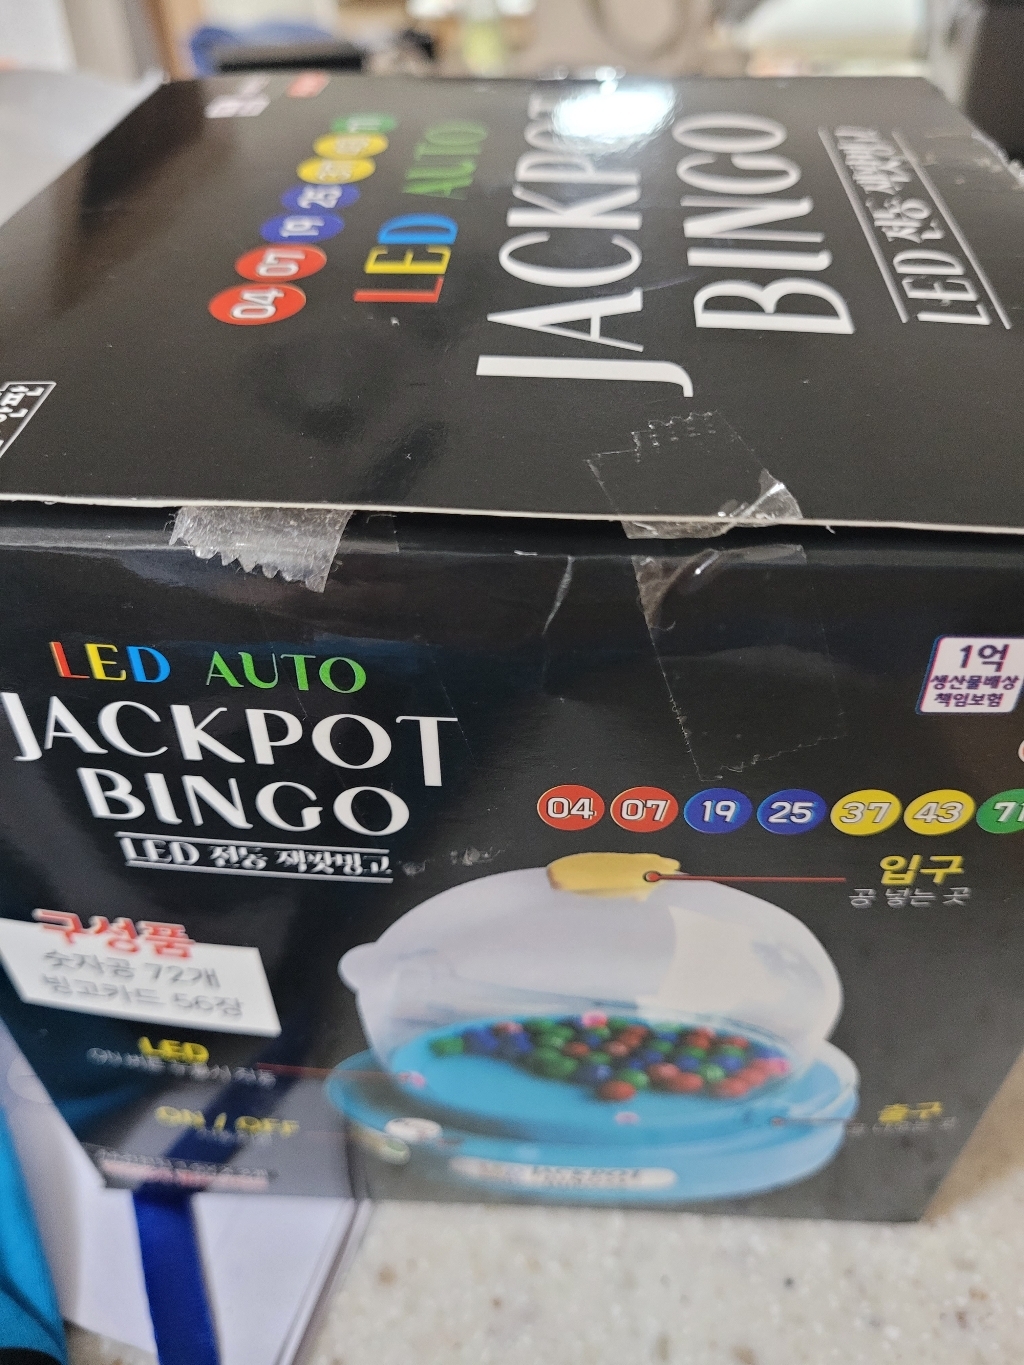 04 07 19 25
LED AUTO
JACKPOT
BINGO
LED 자동 잭팟빙고
LED AUTO
JACKPOT
BINGO
LED 전동 잭팟빙고
1억
생산물배상
책임보험
04 07 19 25 37 43 71
입구
공 넣는 곳
구성품
숫자공 72개
빙고카드 56장
LED
ON / OFF
출구
JACKPOT